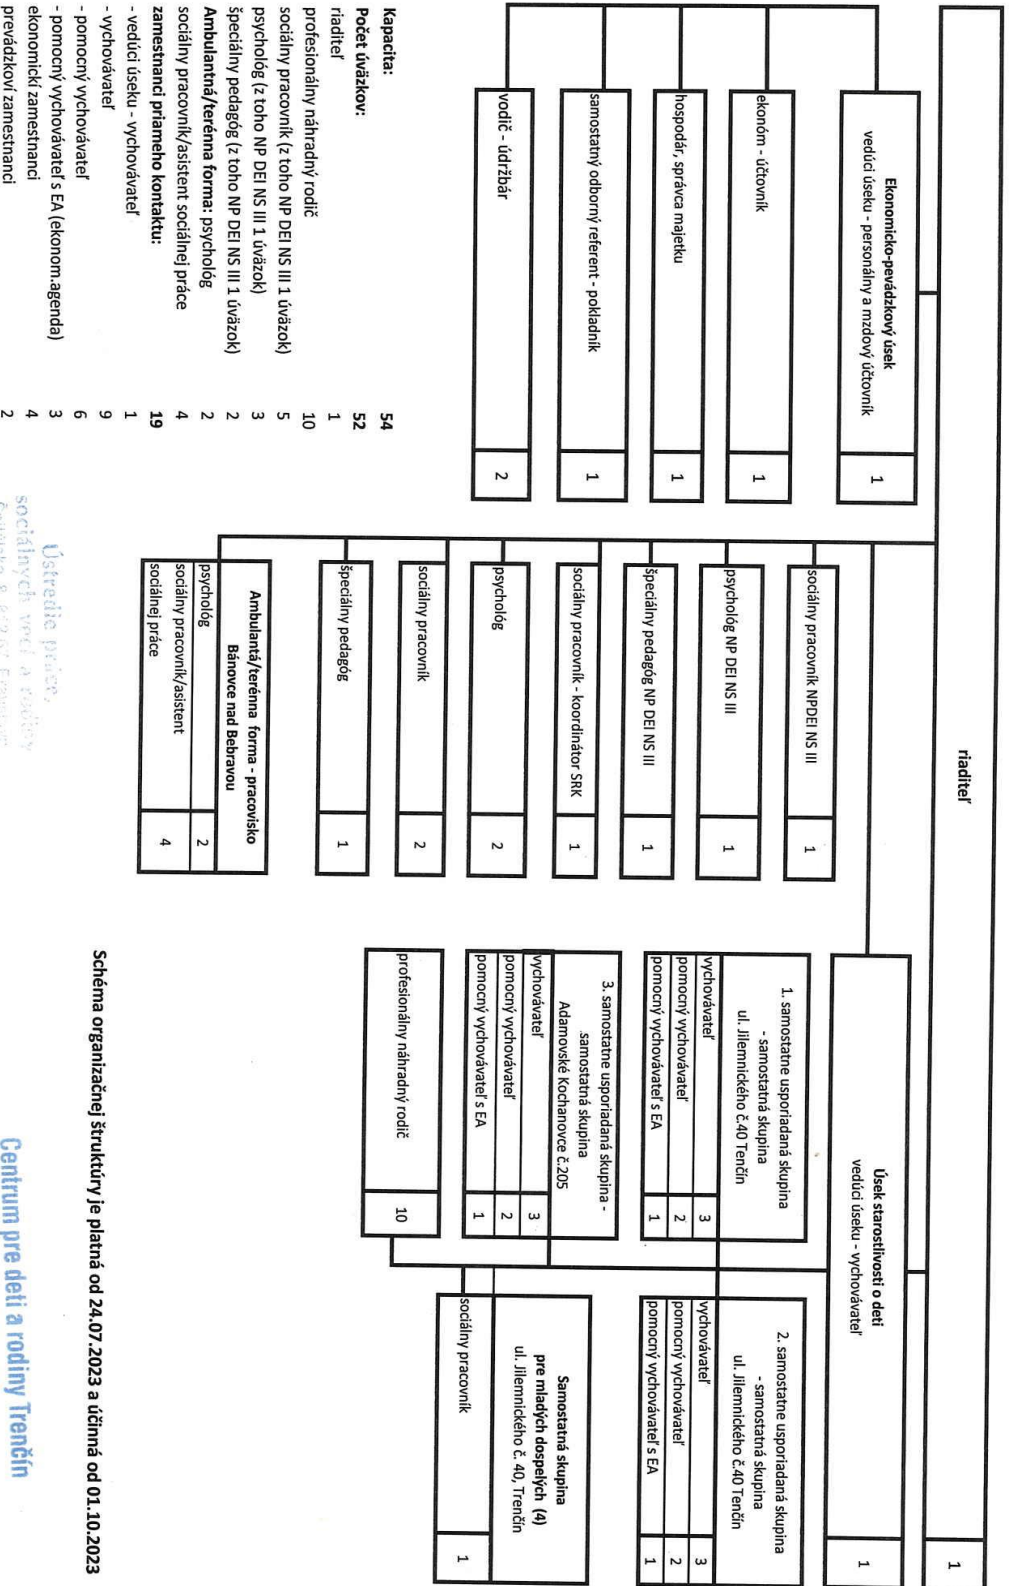 riaditeľ
1
Ekonomicko-pevádzkový úsek
vedúci úseku - personálny a mzdový účtovník
1
ekonóm - účtovník
1
hospodár, správca majetku
1
samostatný odborný referent - pokladník
1
vodič - údržbár
2
sociálny pracovník NPDEI NS III
1
psychológ NP DEI NS III
1
špeciálny pedagóg NP DEI NS III
1
sociálny pracovník - koordinátor SRK
1
psychológ
2
sociálny pracovník
2
špeciálny pedagóg
1
Ambulantá/terénna forma - pracovisko
Bánovce nad Bebravou
psychológ 2
sociálny pracovník/asistent
sociálnej práce
4
Úsek starostlivosti o deti
vedúci úseku - vychovávateľ
1
1. samostatne usporiadaná skupina
- samostatná skupina
ul. Jilemnického č.40 Tenčín
vychovávateľ 3
pomocný vychovávateľ 2
pomocný vychovávateľ s EA 1
2. samostatne usporiadaná skupina
- samostatná skupina
ul. Jilemnického č.40 Tenčín
vychovávateľ 3
pomocný vychovávateľ 2
pomocný vychovávateľ s EA 1
3. samostatne usporiadaná skupina -
samostatná skupina
Adamovské Kochanovce č.205
vychovávateľ 3
pomocný vychovávateľ 2
pomocný vychovávateľ s EA 1
Samostatná skupina
pre mladých dospelých (4)
ul. Jilemnického č. 40, Trenčín
sociálny pracovník
1
profesionálny náhradný rodič
10
Kapacita: 54
Počet úväzkov: 52
riaditeľ 1
profesionálny náhradný rodič 10
sociálny pracovník (z toho NP DEI NS III 1 úväzok) 5
psychológ (z toho NP DEI NS III 1 úväzok) 3
špeciálny pedagóg (z toho NP DEI NS III 1 úväzok) 2
Ambulantná/terénna forma: psychológ 2
sociálny pracovník/asistent sociálnej práce 4
zamestnanci priameho kontaktu: 19
- vedúci úseku - vychovávateľ 1
- vychovávateľ 9
- pomocný vychovávateľ 6
- pomocný vychovávateľ s EA (ekonom.agenda) 3
ekonomickí zamestnanci 4
prevádzkoví zamestnanci 2
Schéma organizačnej štruktúry je platná od 24.07.2023 a účinná od 01.10.2023
Ústredie práce,
sociálnych vecí a rodiny
Centrum pre deti a rodiny Trenčín